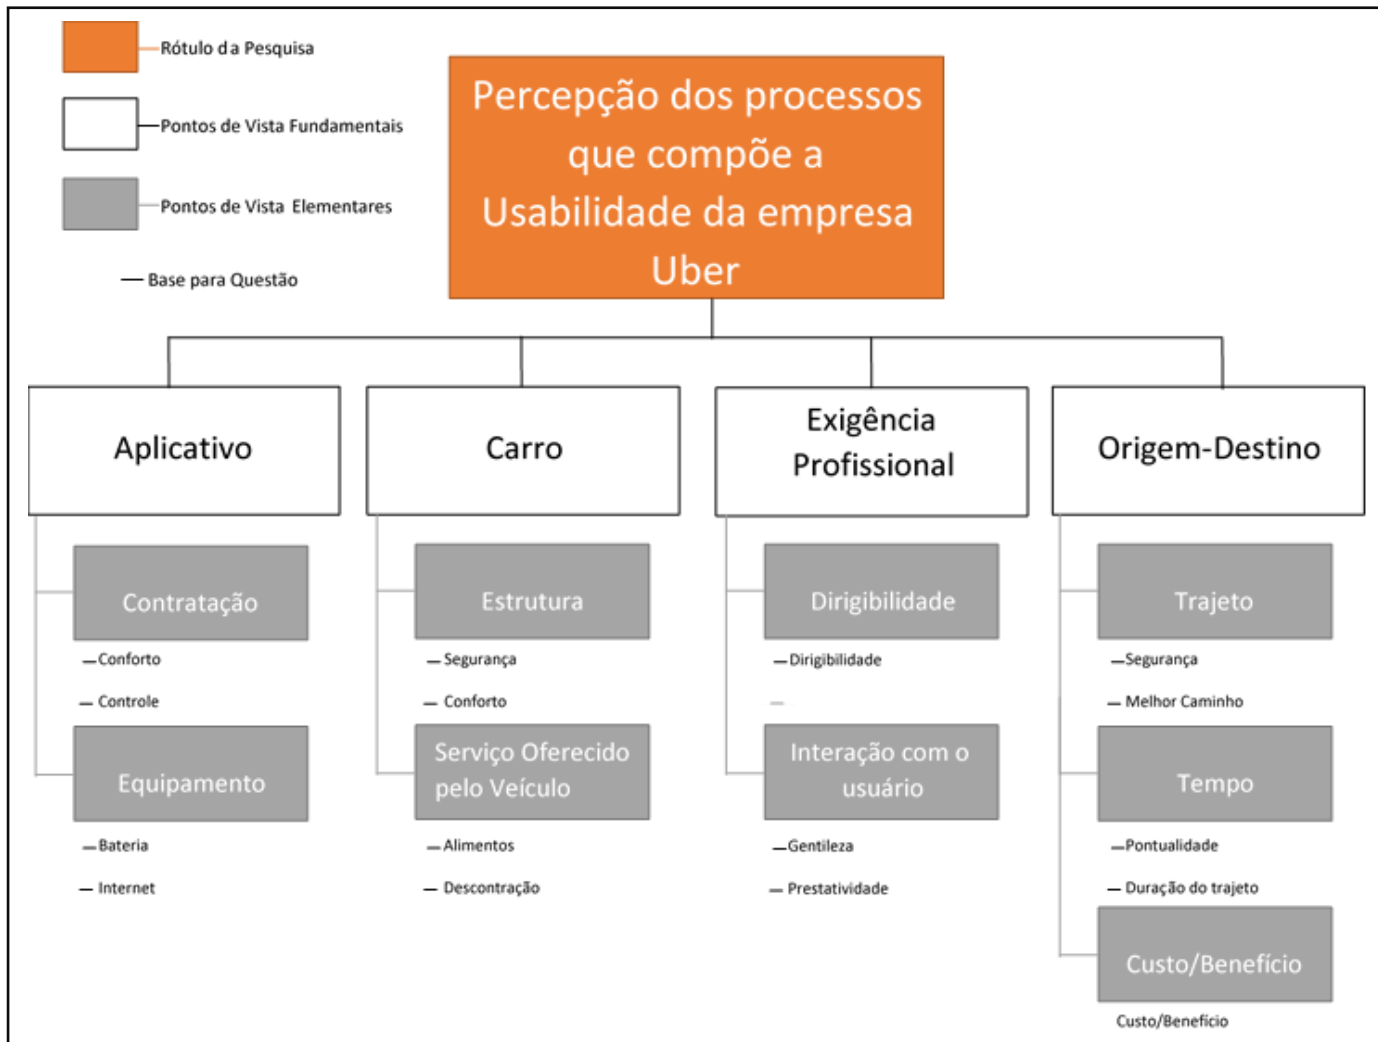 Rótulo da Pesquisa
Pontos de Vista Fundamentais
Pontos de Vista Elementares
— Base para Questão
Percepção dos processos
que compõe a
Usabilidade da empresa
Uber
Aplicativo
Contratação
— Conforto
— Controle
Equipamento
— Bateria
— Internet
Carro
Estrutura
— Segurança
— Conforto
Serviço Oferecido
pelo Veículo
— Alimentos
— Descontração
Exigência
Profissional
Dirigibilidade
— Dirigibilidade
—
Interação com o
usuário
— Gentileza
— Prestatividade
Origem-Destino
Trajeto
— Segurança
— Melhor Caminho
Tempo
— Pontualidade
— Duração do trajeto
Custo/Benefício
Custo/Benefício